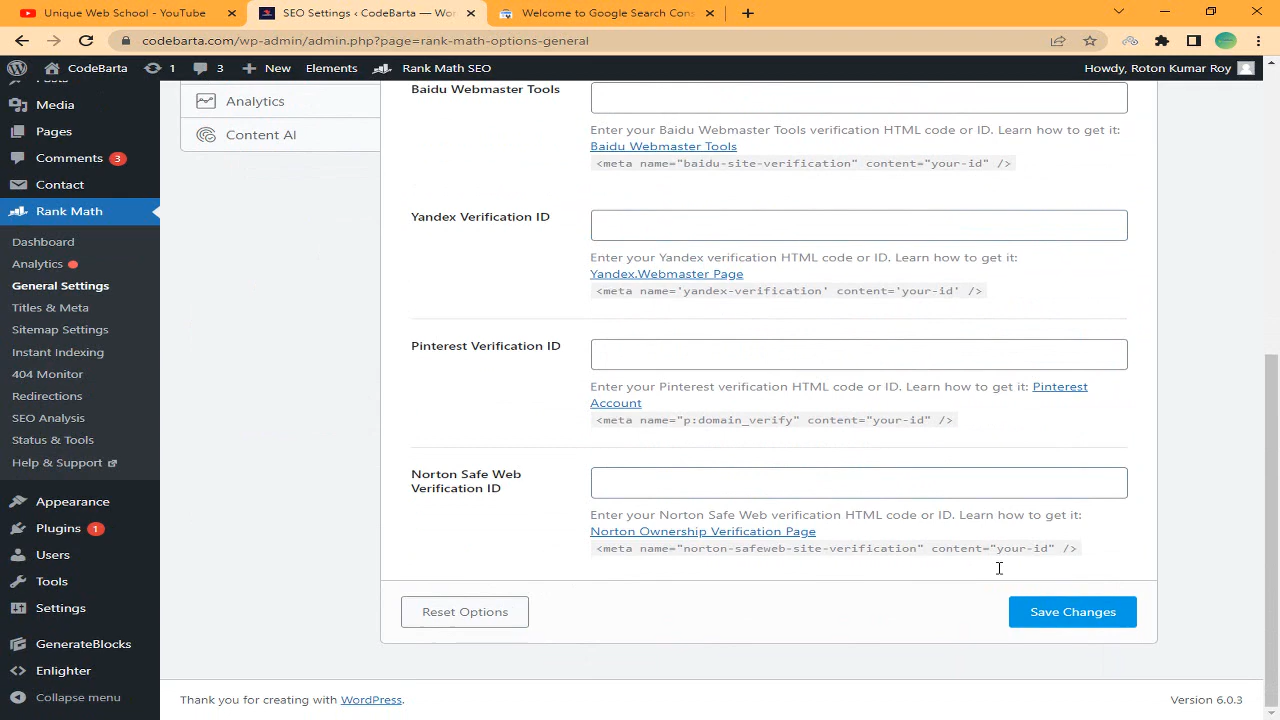 Unique Web School - YouTube
SEO Settings ‹ CodeBarta — Wor
Welcome to Google Search Cons
codebarta.com/wp-admin/admin.php?page=rank-math-options-general
CodeBarta 1 3 New Elements Rank Math SEO Howdy, Roton Kumar Roy
Media
Pages
Comments 3
Contact
Rank Math
Dashboard
Analytics
General Settings
Titles & Meta
Sitemap Settings
Instant Indexing
404 Monitor
Redirections
SEO Analysis
Status & Tools
Help & Support
Appearance
Plugins 1
Users
Tools
Settings
GenerateBlocks
Enlighter
Collapse menu
Analytics
Content AI
Baidu Webmaster Tools
Enter your Baidu Webmaster Tools verification HTML code or ID. Learn how to get it:
Baidu Webmaster Tools
<meta name="baidu-site-verification" content="your-id" />
Yandex Verification ID
Enter your Yandex verification HTML code or ID. Learn how to get it:
Yandex.Webmaster Page
<meta name='yandex-verification' content='your-id' />
Pinterest Verification ID
Enter your Pinterest verification HTML code or ID. Learn how to get it: Pinterest
Account
<meta name="p:domain_verify" content="your-id" />
Norton Safe Web
Verification ID
Enter your Norton Safe Web verification HTML code or ID. Learn how to get it:
Norton Ownership Verification Page
<meta name="norton-safeweb-site-verification" content="your-id" />
Reset Options
Save Changes
Thank you for creating with WordPress.
Version 6.0.3